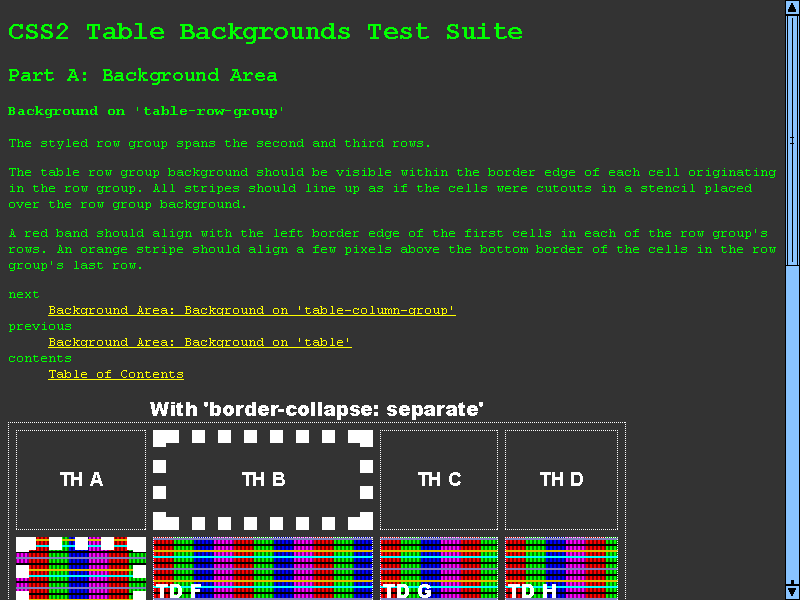 CSS2 Table Backgrounds Test Suite
Part A: Background Area
Background on 'table-row-group'
The styled row group spans the second and third rows.
The table row group background should be visible within the border edge of each cell originating
in the row group. All stripes should line up as if the cells were cutouts in a stencil placed
over the row group background.
A red band should align with the left border edge of the first cells in each of the row group's
rows. An orange stripe should align a few pixels above the bottom border of the cells in the row
group's last row.
next
Background Area: Background on 'table-column-group'
previous
Background Area: Background on 'table'
contents
Table of Contents
With 'border-collapse: separate'
TH A TH B TH C TH D
TD F TD G TD H